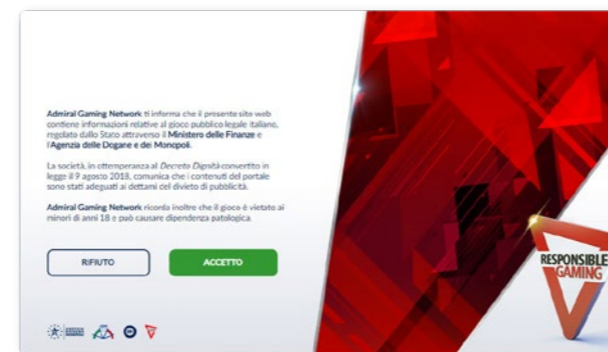 Admiral Gaming Network ti informa che il presente sito web
contiene informazioni relative al gioco pubblico legale italiano,
regolato dallo Stato attraverso il Ministero delle Finanze e
l'Agenzia delle Dogane e dei Monopoli.
La società, in ottemperanza al Decreto Dignità convertito in
legge il 9 agosto 2018, comunica che i contenuti del portale
sono stati adeguati ai dettami del divieto di pubblicità.
Admiral Gaming Network ricorda inoltre che il gioco è vietato ai
minori di anni 18 e può causare dipendenza patologica.
RIFIUTO
ACCETTO
RESPONSIBLE
GAMING